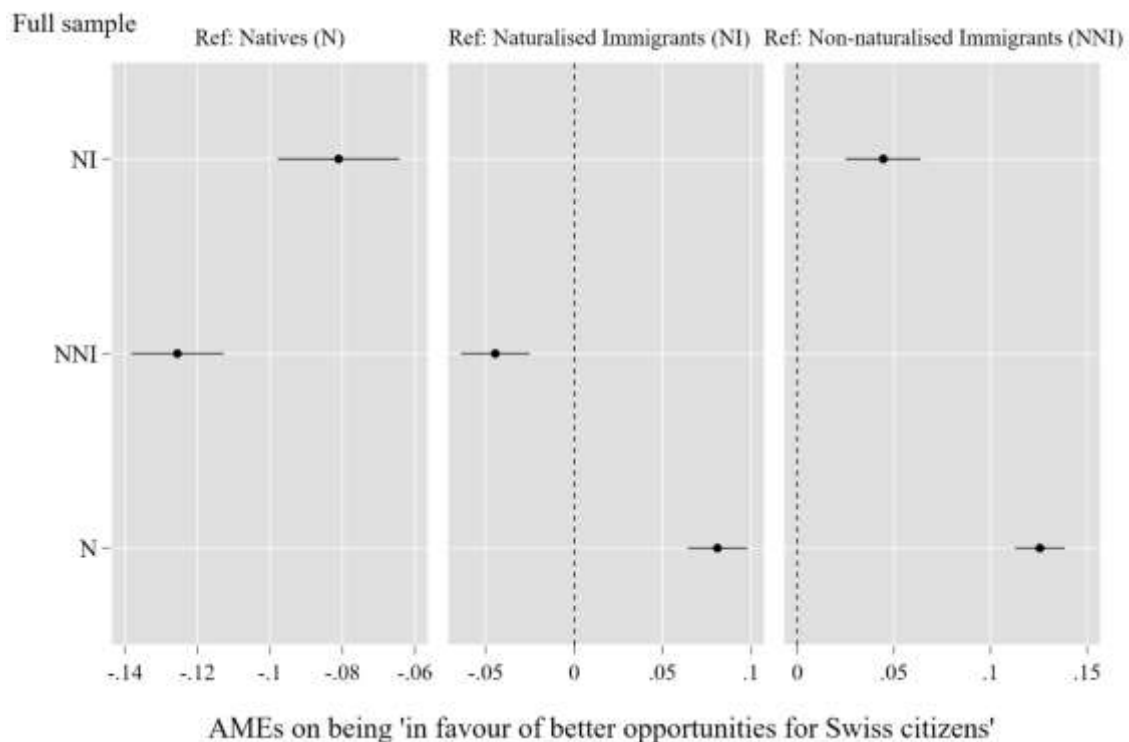 Full sample
Ref: Natives (N)
Ref: Naturalised Immigrants (NI)
Ref: Non-naturalised Immigrants (NNI)
NI
NNI
N
-.14 -.12 -.1 -.08 -.06
-.05 0 .05 .1
0 .05 .1 .15
AMEs on being 'in favour of better opportunities for Swiss citizens'